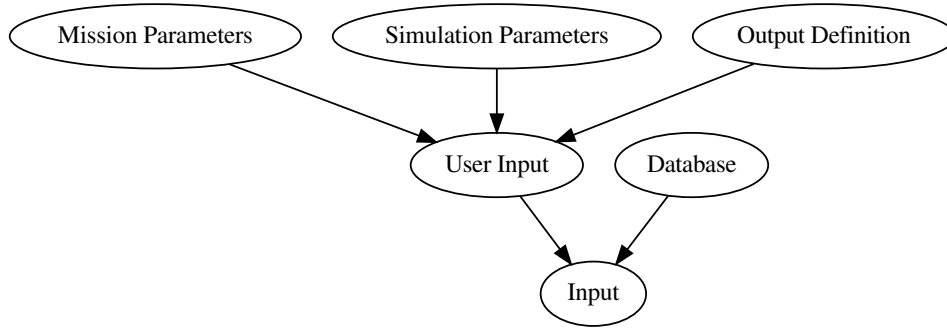 Mission Parameters
Simulation Parameters
Output Definition
User Input
Database
Input